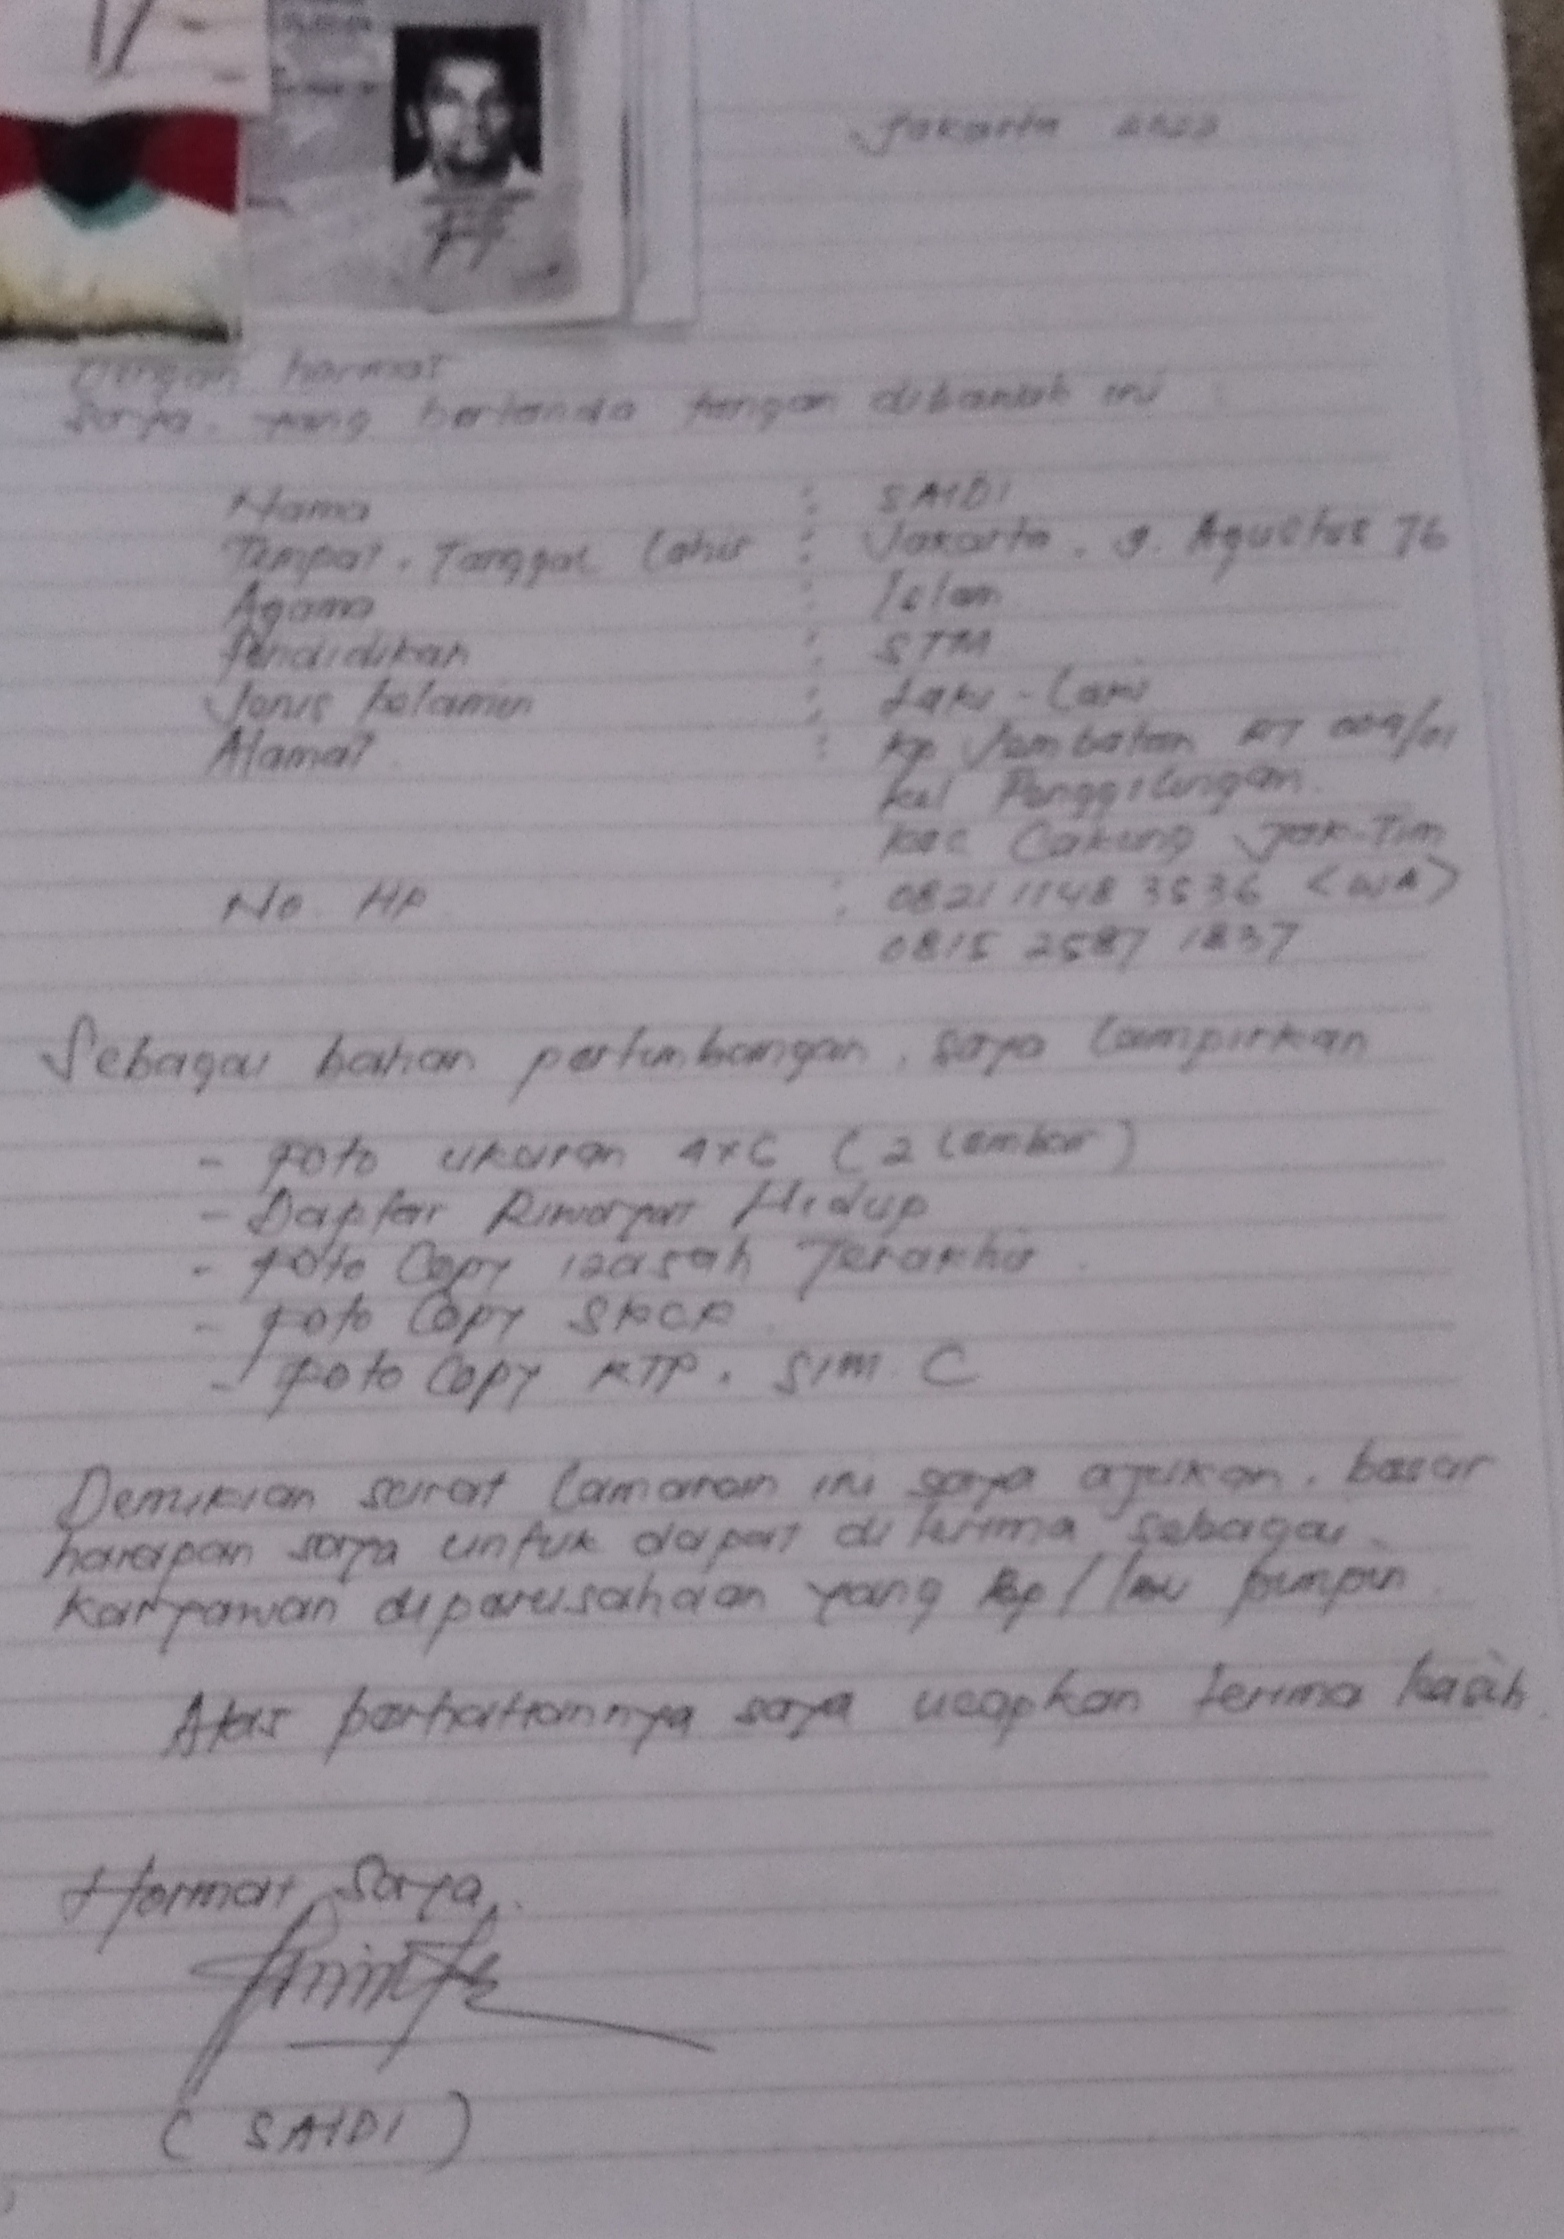 Jakarta 2023
Dengan hormat
Saya yang bertanda tangan dibawah ini :
Nama : SAIDI
Tempat, Tanggal Lahir : Jakarta, 9. Agustus 76
Agama : Islam
Pendidikan : STM
Jenis kelamin : Laki - Laki
Alamat : kp Jembatan RT 009/01
kel Penggilingan.
kec Cakung Jak-Tim
No. HP : 0821 1148 3536 <WA>
0815 2587 1837
Sebagai bahan pertimbangan, saya lampirkan
- foto ukuran 4x6 (2 lembar)
- Daftar Riwayat Hidup
- foto Copy izasah Terakhir.
- foto Copy SKCK.
- foto Copy KTP, SIM. C
Demikian surat lamaran ini saya ajukan, besar
harapan saya untuk dapat di terima sebagai
karyawan diperusahaan yang bp/Ibu pimpin.
Atas perhatiannya saya ucapkan terima kasih.
Hormat Saya,
( SAIDI )